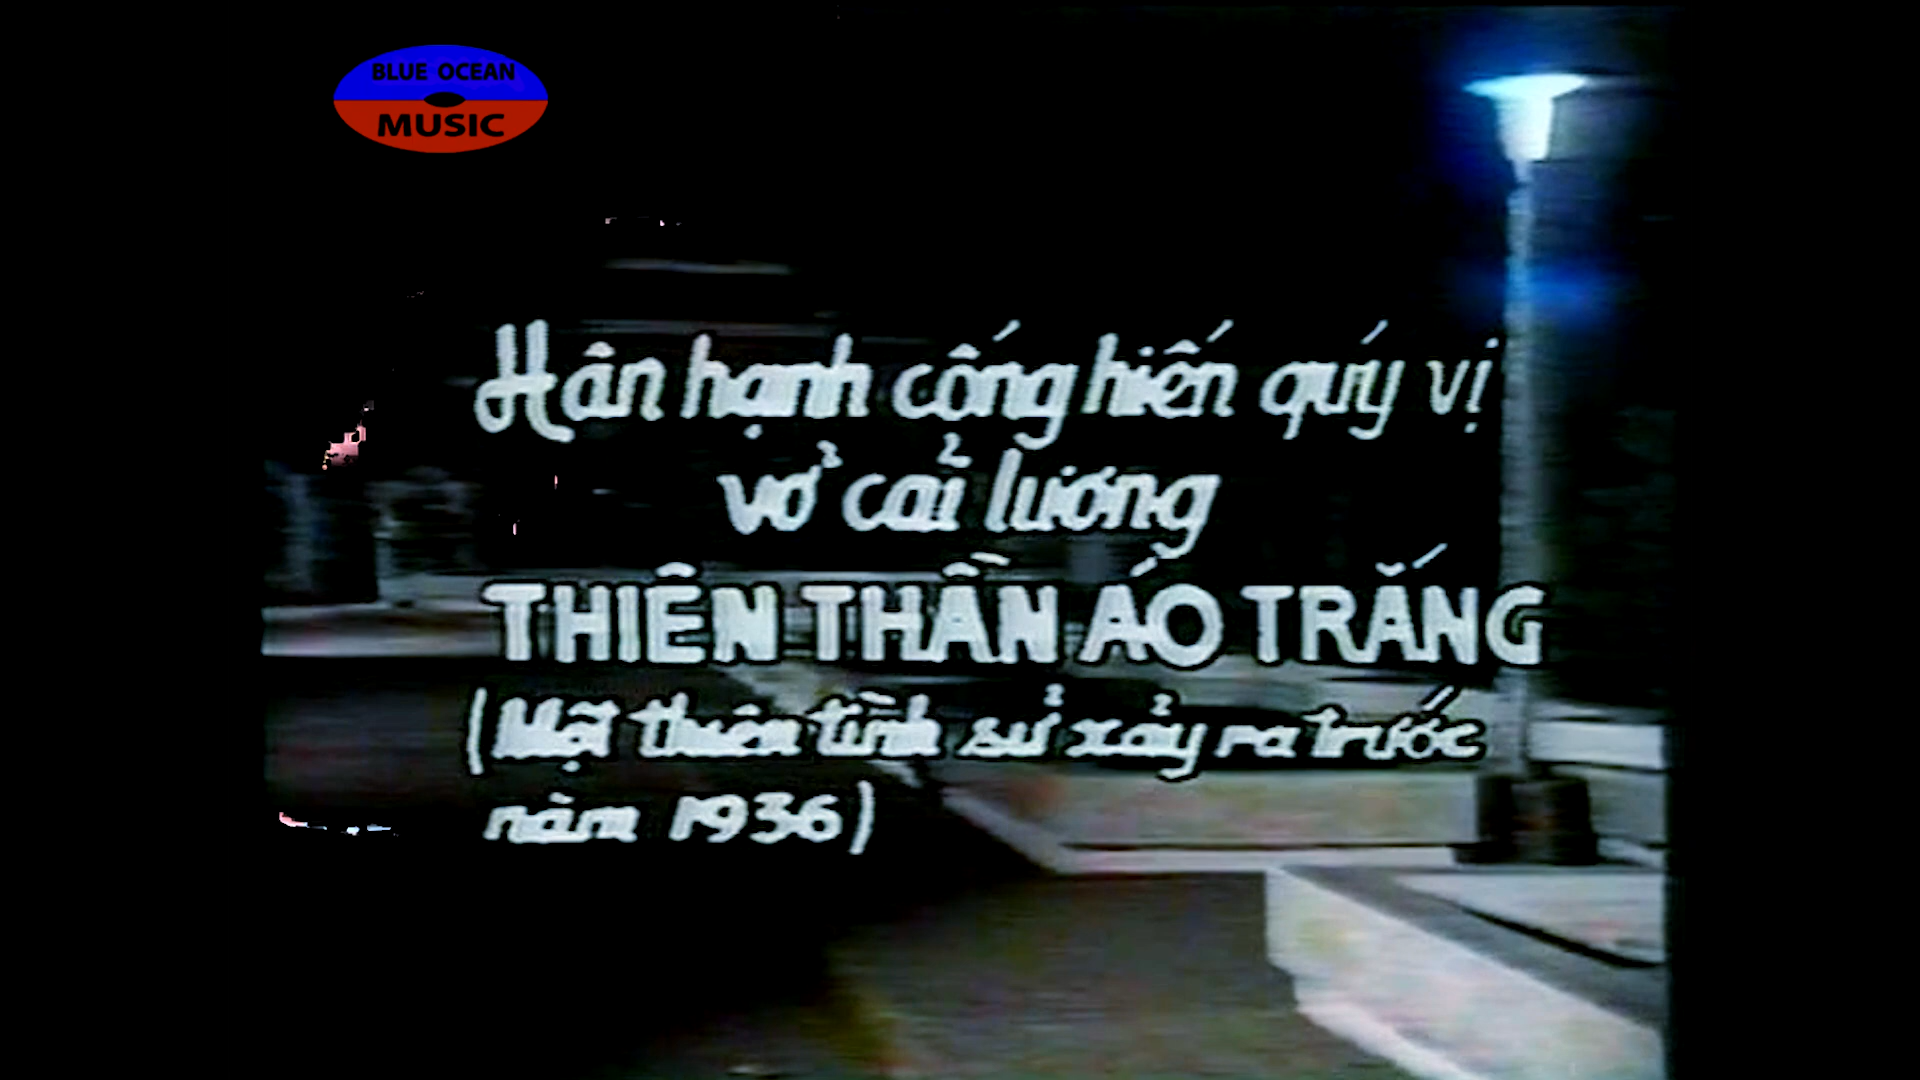 BLUE OCEAN
MUSIC
Hân hạnh cống hiến quý vị
vở cải lương
THIÊN THẦN ÁO TRẮNG
(Một thiên tình sử xảy ra trước
năm 1936)